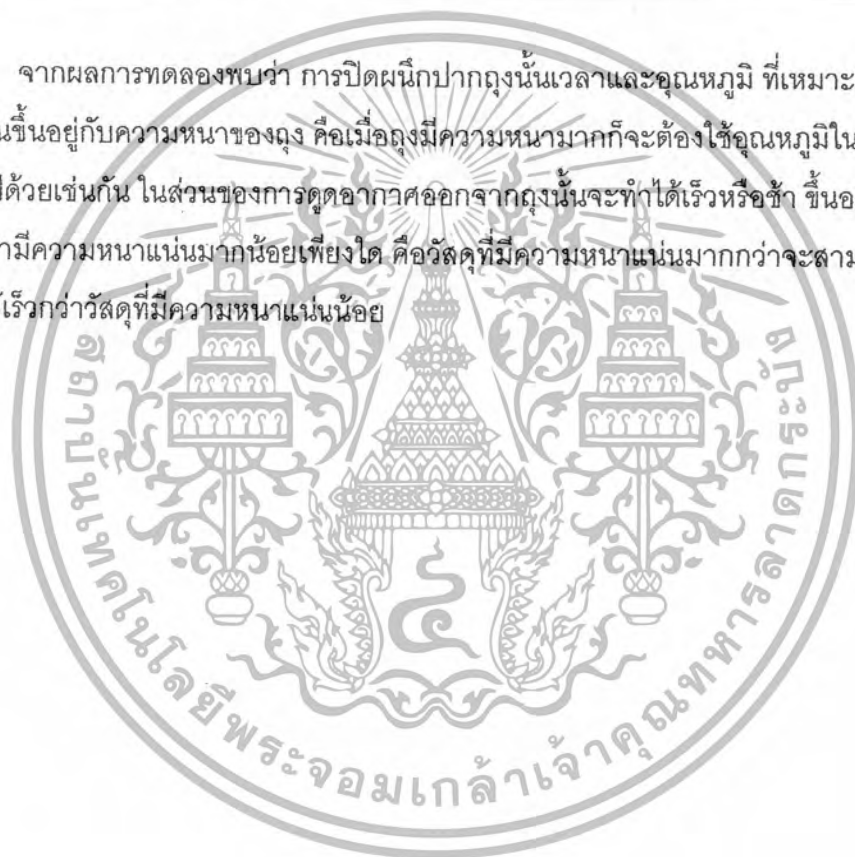 จากผลการทดลองพบว่า การปิดผนึกปากถุงนั้นเวลาและอุณหภูมิ ที่เหมาะ
นขึ้นอยู่กับความหนาของถุง คือเมื่อถุงมีความหนามากก็จะต้องใช้อุณหภูมิใน
ด้วยเช่นกัน ในส่วนของการดูดอากาศออกจากถุงนั้นจะทำได้เร็วหรือช้า ขึ้นอ
ามีความหนาแน่นมากน้อยเพียงใด คือวัสดุที่มีความหนาแน่นมากกว่าจะสาม
เร็วกว่าวัสดุที่มีความหนาแน่นน้อย
สถาบันเทคโนโลยีพระจอมเกล้าเจ้าคุณทหารลาดกระบัง
๔